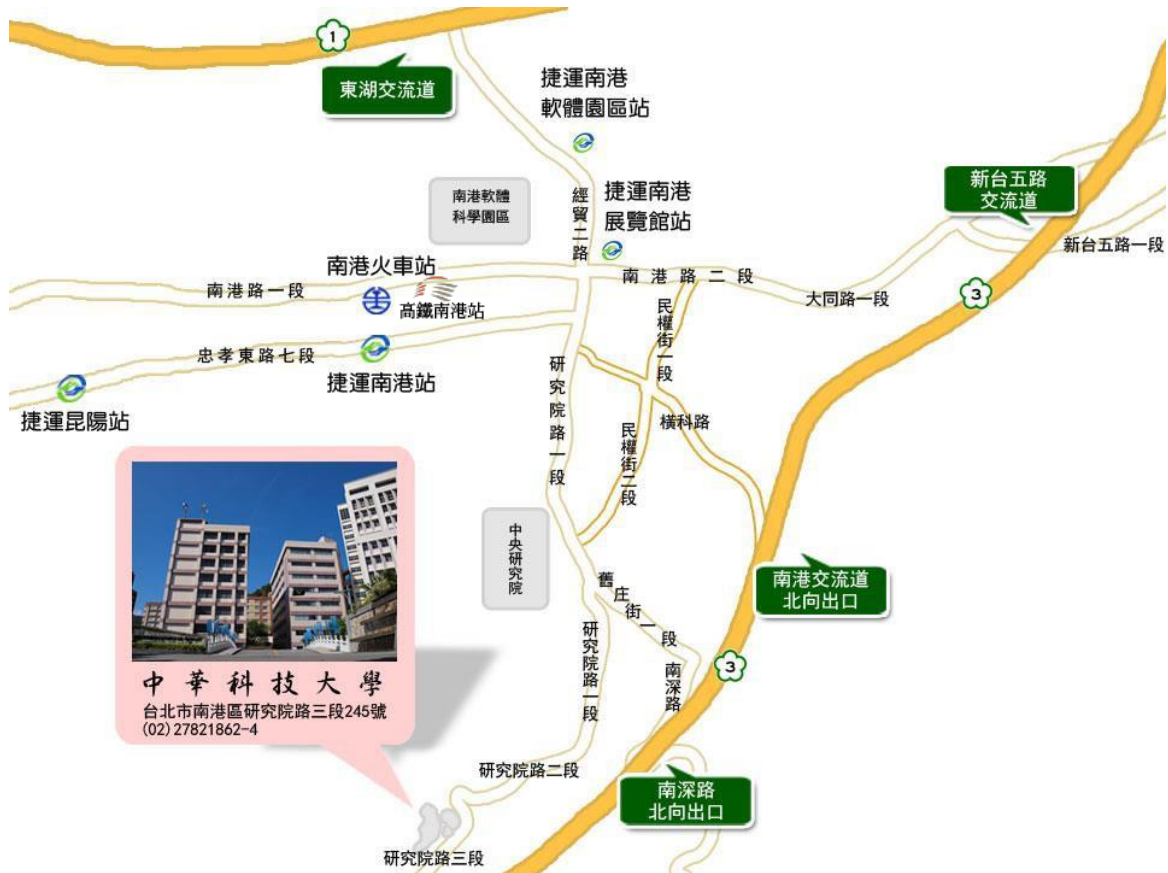 1
東湖交流道
捷運南港
軟體園區站
南港軟體
科學園區
經貿二路
捷運南港
展覽館站
新台五路
交流道
新台五路一段
南港火車站
南港路一段
高鐵南港站
南港路二段
大同路一段
3
忠孝東路七段
捷運南港站
捷運昆陽站
民權街一段
研究院路一段
橫科路
民權街二段
中央研究院
南港交流道
北向出口
舊庄街一段
研究院路一段
南深路
3
中華科技大學
台北市南港區研究院路三段245號
(02)27821862-4
研究院路二段
南深路
北向出口
研究院路三段